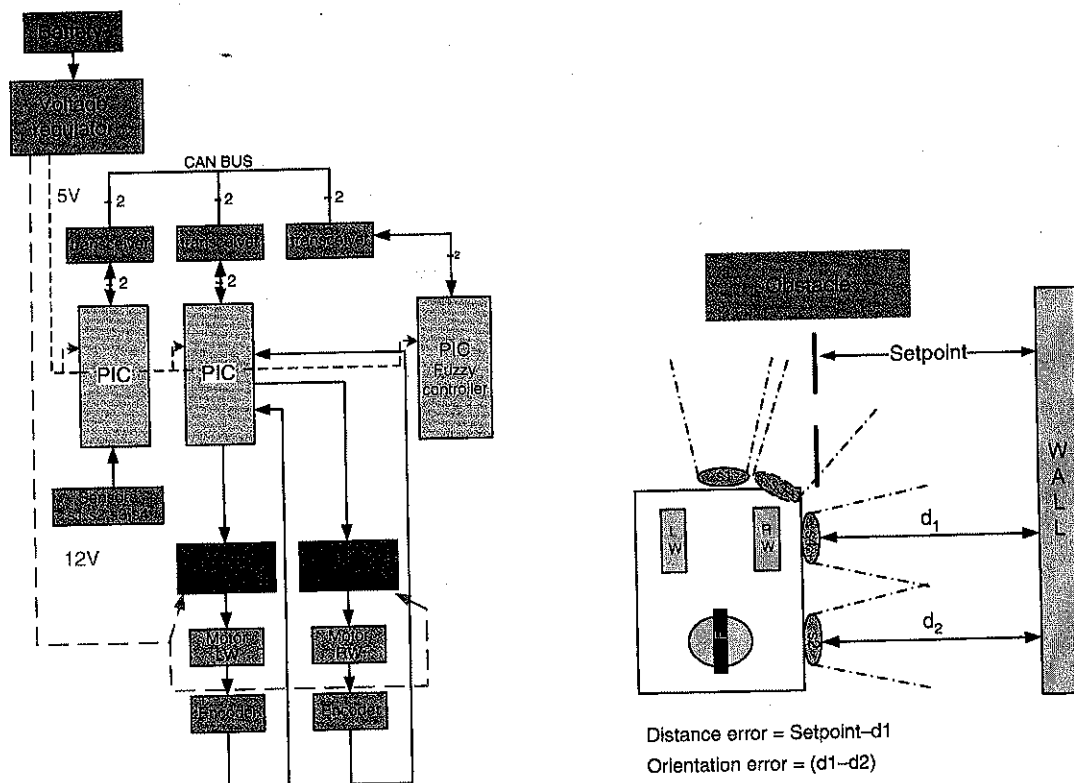 Battery
Voltage
regulator
CAN BUS
5V
2
2
2
transceiver
transceiver
transceiver
2
2
2
PIC
PIC
PIC
Fuzzy
controller
Sensors
12V
Motor
LW
Motor
RW
Encoder
Encoder
Obstacle
Setpoint
WALL
LW
RW
d1
d2
Distance error = Setpoint–d1
Orientation error = (d1–d2)